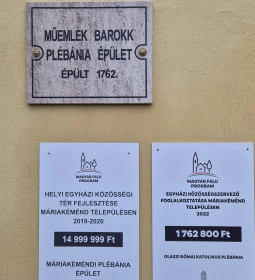 MŰEMLÉK BAROKK
PLÉBÁNIA ÉPÜLET
ÉPÜLT 1762.
MAGYAR FALU
PROGRAM
HELYI EGYHÁZI KÖZÖSSÉGI
TÉR FEJLESZTÉSE
MÁRIAKÉMÉND TELEPÜLÉSEN
2019-2020
14 999 999 Ft
MÁRIAKÉMÉNDI PLÉBÁNIA
ÉPÜLET
MAGYAR FALU
PROGRAM
EGYHÁZI KÖZÖSSÉGSZERVEZŐ
FOGLALKOZTATÁSA MÁRIAKÉMÉND
TELEPÜLÉSEN
2022
1 762 800 Ft
OLASZI RÓMAI KATOLIKUS PLÉBÁNIA